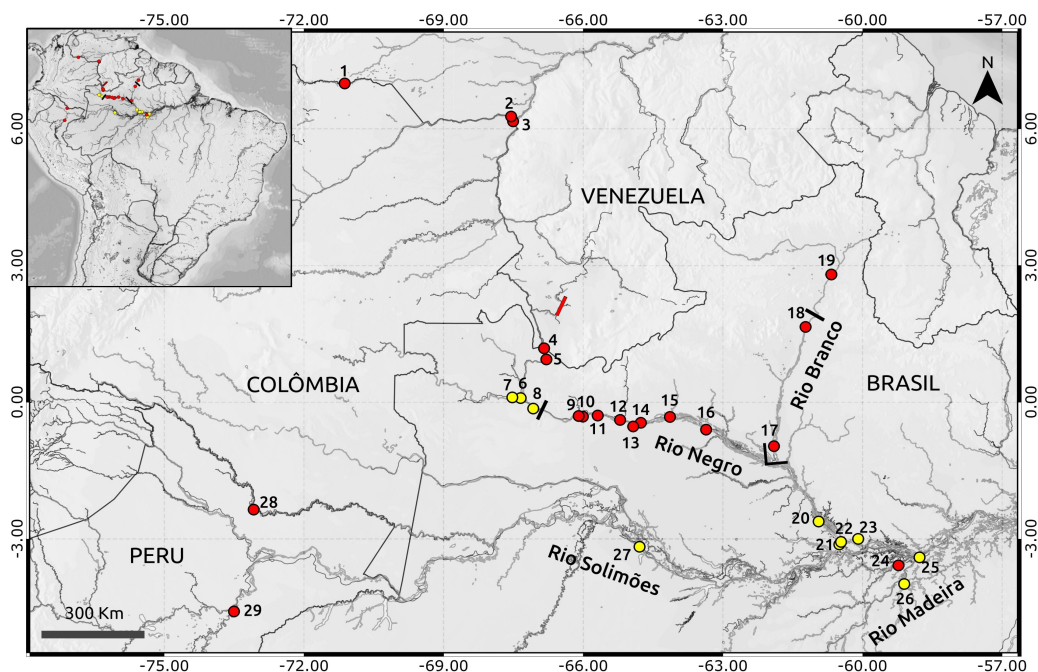 -75.00 -72.00 -69.00 -66.00 -63.00 -60.00 -57.00
N
1
2
3
6.00 6.00
VENEZUELA
3.00 3.00
19
18
Rio Branco
4
5
COLÔMBIA
BRASIL
7 6
8
0.00 0.00
9 10
11
12
13
14
15
16
17
Rio Negro
28
-3.00 -3.00
PERU
20
21
22
23
24
25
26
27
Rio Solimões
Rio Madeira
29
300 Km
-75.00 -72.00 -69.00 -66.00 -63.00 -60.00 -57.00